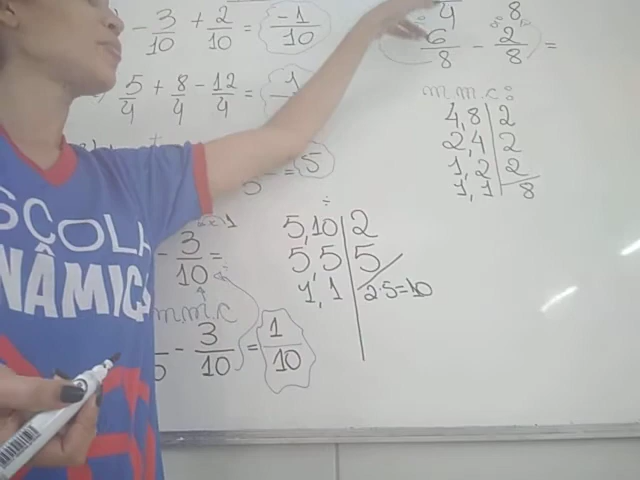 - 3/10 + 2/10 = -1/10
5/4 + 8/4 - 12/4 = 1
= 5
- 3/10 =
m m c
- 3/10 = 1/10
5,10 | 2
5,5 | 5
1,1 | 2·5=10
4 8
6/8 - 2/8 =
m m c:
4,8 | 2
2,4 | 2
1,2 | 2
1,1 | 8